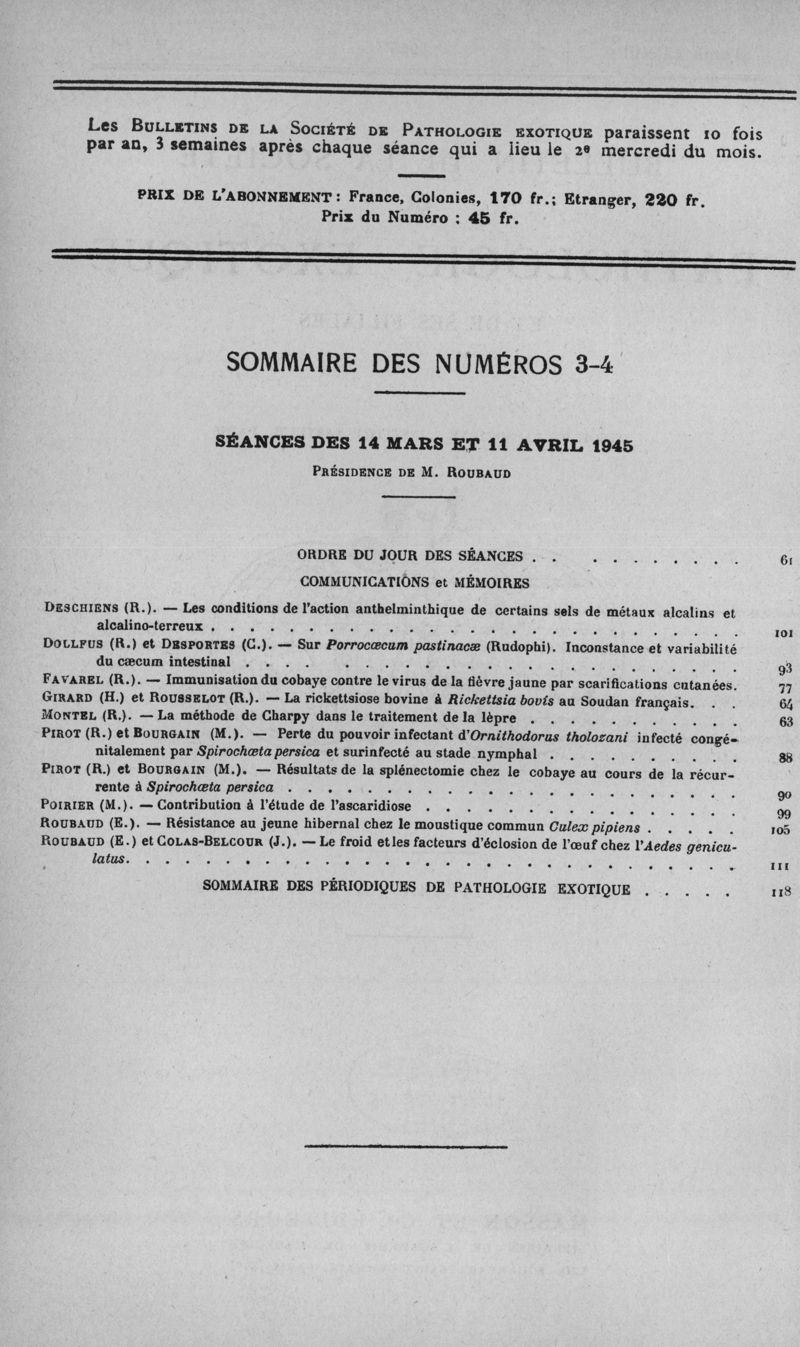 Les BULLETINS DE LA SOCIÉTÉ DE PATHOLOGIE EXOTIQUE paraissent 10 fois
par an, 3 semaines après chaque séance qui a lieu le 2e mercredi du mois.
PRIX DE L'ABONNEMENT : France, Colonies, 170 fr.; Etranger, 220 fr.
Prix du Numéro : 45 fr.
SOMMAIRE DES NUMÉROS 3-4
SÉANCES DES 14 MARS ET 11 AVRIL 1945
PRÉSIDENCE DE M. ROUBAUD
ORDRE DU JOUR DES SÉANCES . . . . . . . . . . 61
COMMUNICATIONS et MÉMOIRES
DESCHIENS (R.). — Les conditions de l'action anthelminthique de certains sels de métaux alcalins et
alcalino-terreux . . . . . . . . . . . . . . . . . . . . . . . . . . . 101
DOLLFUS (R.) et DESPORTES (C.). — Sur Porrocæcum pastinacæ (Rudophi). Inconstance et variabilité
du cæcum intestinal . . . . . . . . . . . . . . . . . . . . . . . . 93
FAVAREL (R.). — Immunisation du cobaye contre le virus de la fièvre jaune par scarifications cutanées. 77
GIRARD (H.) et ROUSSELOT (R.). — La rickettsiose bovine à Rickettsia bovis au Soudan français. . . 64
MONTEL (R.). — La méthode de Charpy dans le traitement de la lèpre . . . . . . . . . . . 63
PIROT (R.) et BOURGAIN (M.). — Perte du pouvoir infectant d'Ornithodorus tholozani infecté congé-
nitalement par Spirochæta persica et surinfecté au stade nymphal . . . . . . . . . . 88
PIROT (R.) et BOURGAIN (M.). — Résultats de la splénectomie chez le cobaye au cours de la récur-
rente à Spirochæta persica . . . . . . . . . . . . . . . . . . . . . . . 90
POIRIER (M.). — Contribution à l'étude de l'ascaridiose . . . . . . . . . . . . . . . . 99
ROUBAUD (E.). — Résistance au jeune hibernal chez le moustique commun Culex pipiens . . . . . 105
ROUBAUD (E.) et COLAS-BELCOUR (J.). — Le froid et les facteurs d'éclosion de l'œuf chez l'Aedes genicu-
latus. . . . . . . . . . . . . . . . . . . . . . . . . . . . . . . 111
SOMMAIRE DES PÉRIODIQUES DE PATHOLOGIE EXOTIQUE . . . . . 118